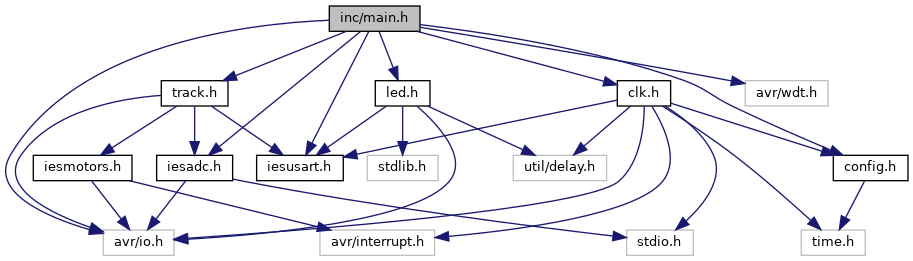 inc/main.h
track.h
led.h
clk.h
avr/wdt.h
iesmotors.h
iesadc.h
iesusart.h
stdlib.h
util/delay.h
config.h
avr/io.h
avr/interrupt.h
stdio.h
time.h